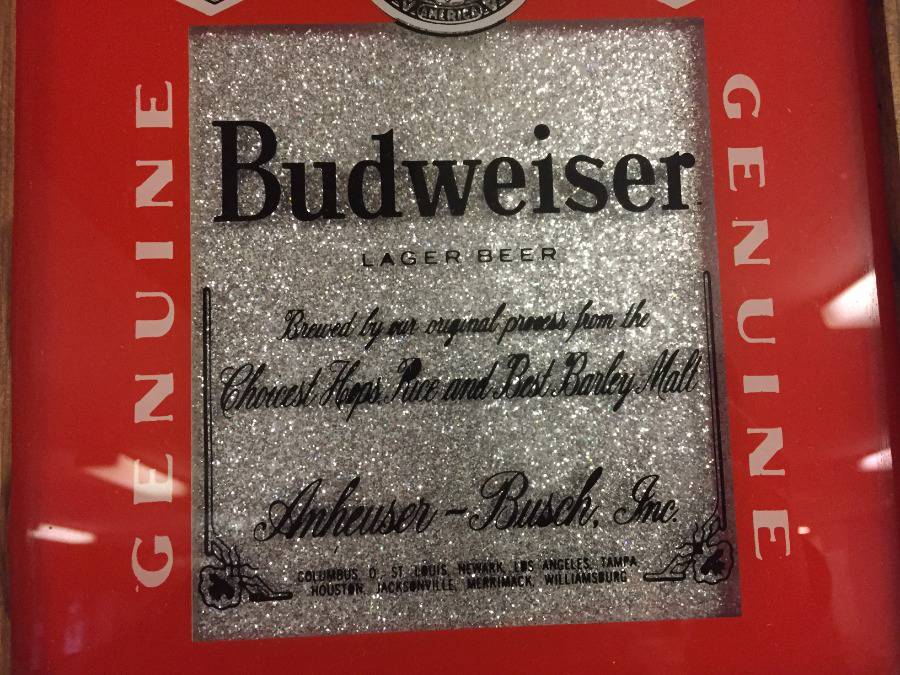 AMERICA
GENUINE
GENUINE
Budweiser
LAGER BEER
Brewed by our original process from the
Choicest Hops Rice and Best Barley Malt
Anheuser - Busch, Inc.
COLUMBUS, O., ST. LOUIS, NEWARK, LOS ANGELES, TAMPA
HOUSTON, JACKSONVILLE, MERRIMACK, WILLIAMSBURG